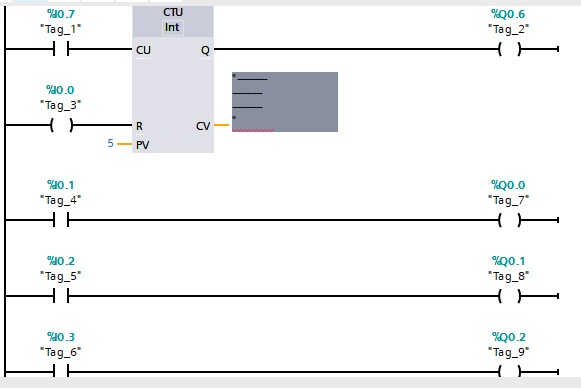 %I0.7
"Tag_1"
CTU
Int
%Q0.6
"Tag_2"
CU
Q
%I0.0
"Tag_3"
R
CV
5
PV
%I0.1
"Tag_4"
%Q0.0
"Tag_7"
%I0.2
"Tag_5"
%Q0.1
"Tag_8"
%I0.3
"Tag_6"
%Q0.2
"Tag_9"